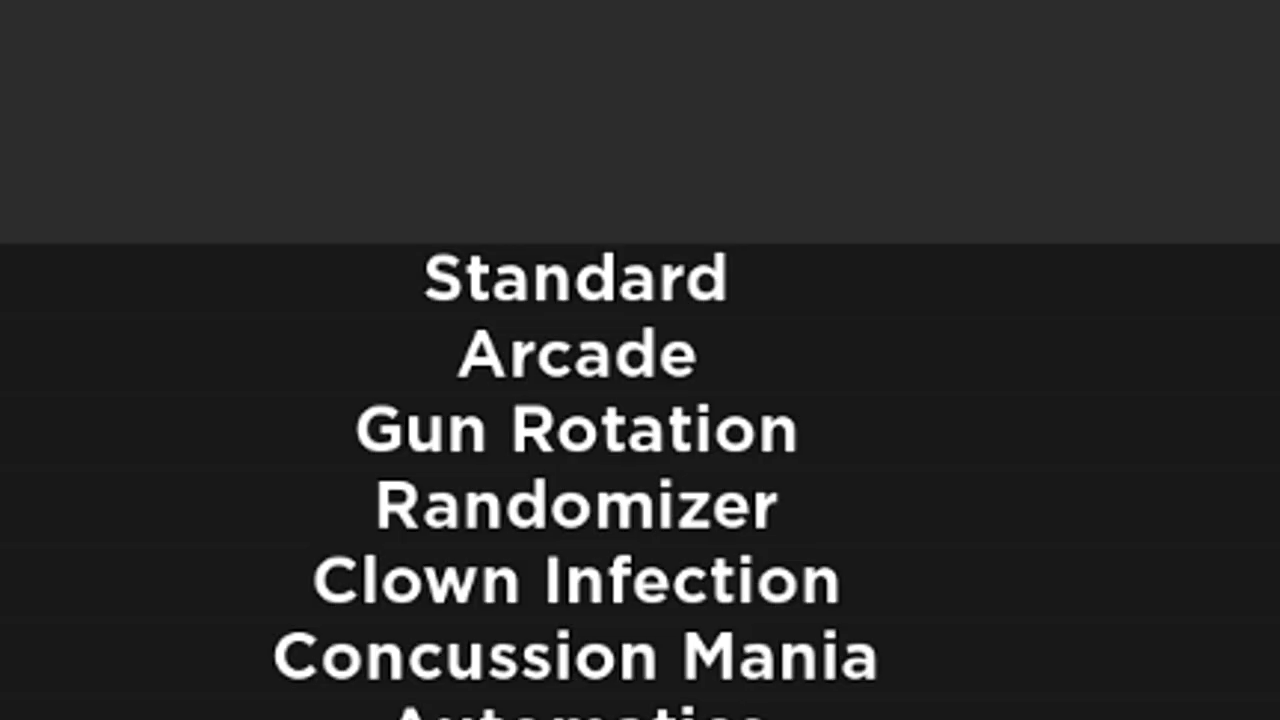 Standard
Arcade
Gun Rotation
Randomizer
Clown Infection
Concussion Mania